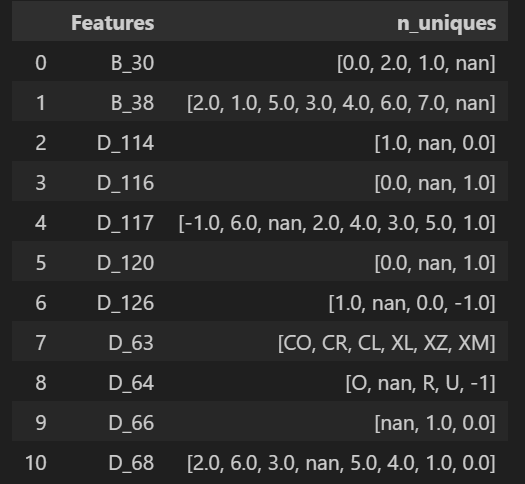 Features n_uniques
0 B_30 [0.0, 2.0, 1.0, nan]
1 B_38 [2.0, 1.0, 5.0, 3.0, 4.0, 6.0, 7.0, nan]
2 D_114 [1.0, nan, 0.0]
3 D_116 [0.0, nan, 1.0]
4 D_117 [-1.0, 6.0, nan, 2.0, 4.0, 3.0, 5.0, 1.0]
5 D_120 [0.0, nan, 1.0]
6 D_126 [1.0, nan, 0.0, -1.0]
7 D_63 [CO, CR, CL, XL, XZ, XM]
8 D_64 [O, nan, R, U, -1]
9 D_66 [nan, 1.0, 0.0]
10 D_68 [2.0, 6.0, 3.0, nan, 5.0, 4.0, 1.0, 0.0]